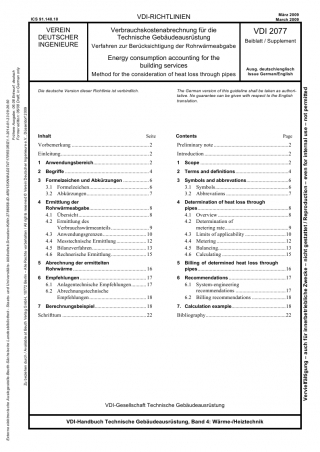 ICS 91.140.10
VDI-RICHTLINIEN
März 2009
March 2009
VEREIN
DEUTSCHER
INGENIEURE
Verbrauchskostenabrechnung für die
Technische Gebäudeausrüstung
Verfahren zur Berücksichtigung der Rohrwärmeabgabe
Energy consumption accounting for the
building services
Method for the consideration of heat loss through pipes
VDI 2077
Beiblatt / Supplement
Ausg. deutsch/englisch
Issue German/English
Die deutsche Version dieser Richtlinie ist verbindlich.
The German version of this guideline shall be taken as authori-
tative. No guarantee can be given with respect to the English
translation.
Inhalt Seite
Vorbemerkung 2
Einleitung 2
1 Anwendungsbereich 2
2 Begriffe 4
3 Formelzeichen und Abkürzungen 6
3.1 Formelzeichen 6
3.2 Abkürzungen 7
4 Ermittlung der
Rohrwärmeabgabe 8
4.1 Übersicht 8
4.2 Ermittlung des
Verbrauchswärmeanteils 9
4.3 Anwendungsgrenzen 10
4.4 Messtechnische Ermittlung 12
4.5 Bilanzverfahren 13
4.6 Rechnerische Ermittlung 15
5 Abrechnung der ermittelten
Rohrwärme 16
6 Empfehlungen 17
6.1 Anlagentechnische Empfehlungen 17
6.2 Abrechnungstechnische
Empfehlungen 18
7 Berechnungsbeispiel 18
Schrifttum 22
Contents Page
Preliminary note 2
Introduction 2
1 Scope 2
2 Terms and definitions 4
3 Symbols and abbreviations 6
3.1 Symbols 6
3.2 Abbreviations 7
4 Determination of heat loss through
pipes 8
4.1 Overview 8
4.2 Determination of
metering rate 9
4.3 Limits of applicability 10
4.4 Metering 12
4.5 Balancing 13
4.6 Calculation 15
5 Billing of determined heat loss through
pipes 16
6 Recommendations 17
6.1 System-engineering
recommendations 17
6.2 Billing recommendations 18
7 Calculation example 18
Bibliography 22
VDI-Gesellschaft Technische Gebäudeausrüstung
VDI-Handbuch Technische Gebäudeausrüstung, Band 4: Wärme-/Heiztechnik
Vervielfältigung – auch für innerbetriebliche Zwecke – nicht gestattet / Reproduction – even for internal use – not permitted